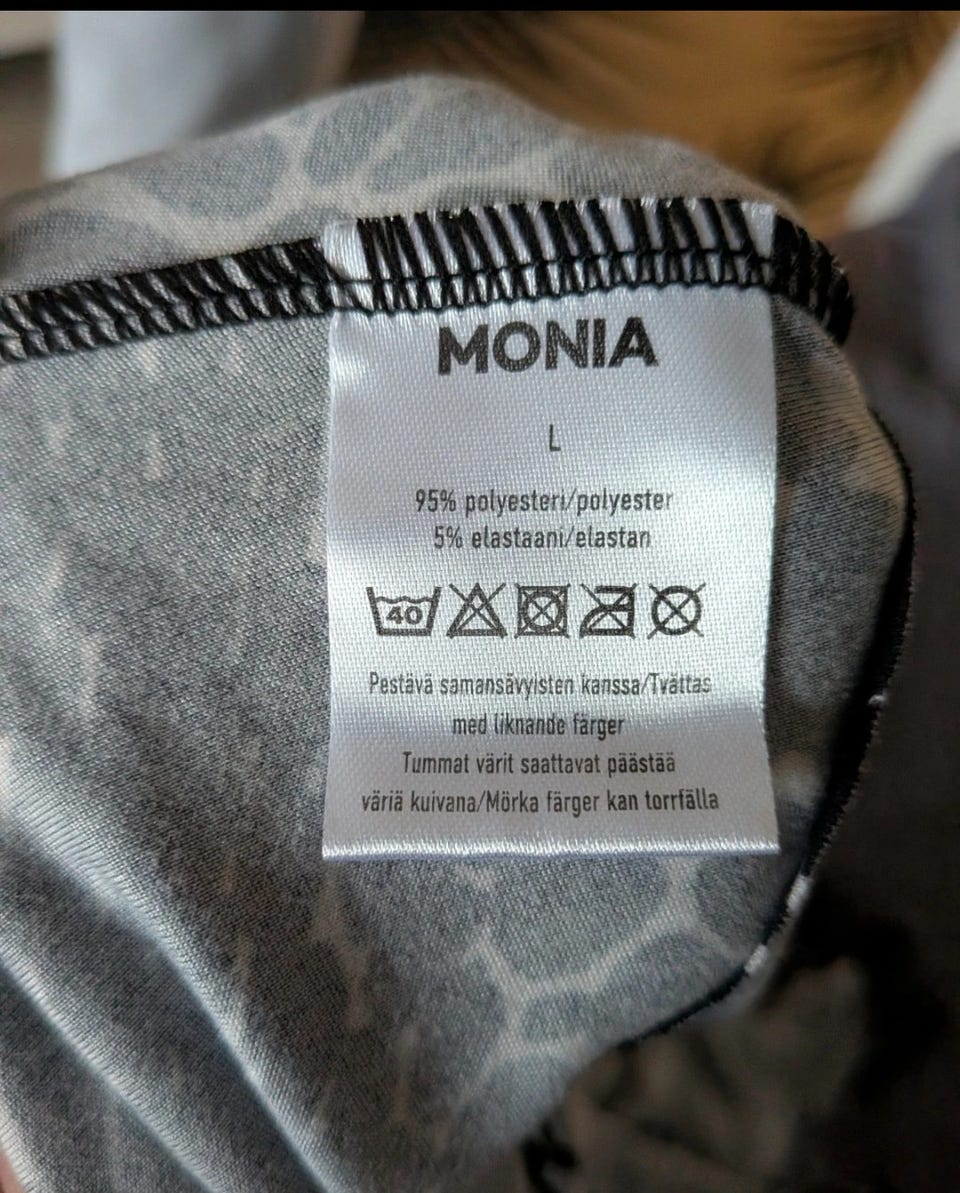 MONIA
L
95% polyesteri/polyester
5% elastaani/elastan
40
Pestävä samansävyisten kanssa/Tvättas
med liknande färger
Tummat värit saattavat päästää
väriä kuivana/Mörka färger kan torrfälla